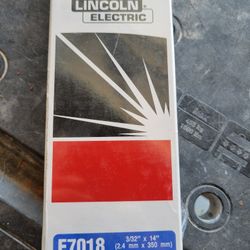 LINCOLN
ELECTRIC
E7018
3/32" x 14"
(2.4 mm x 350 mm)